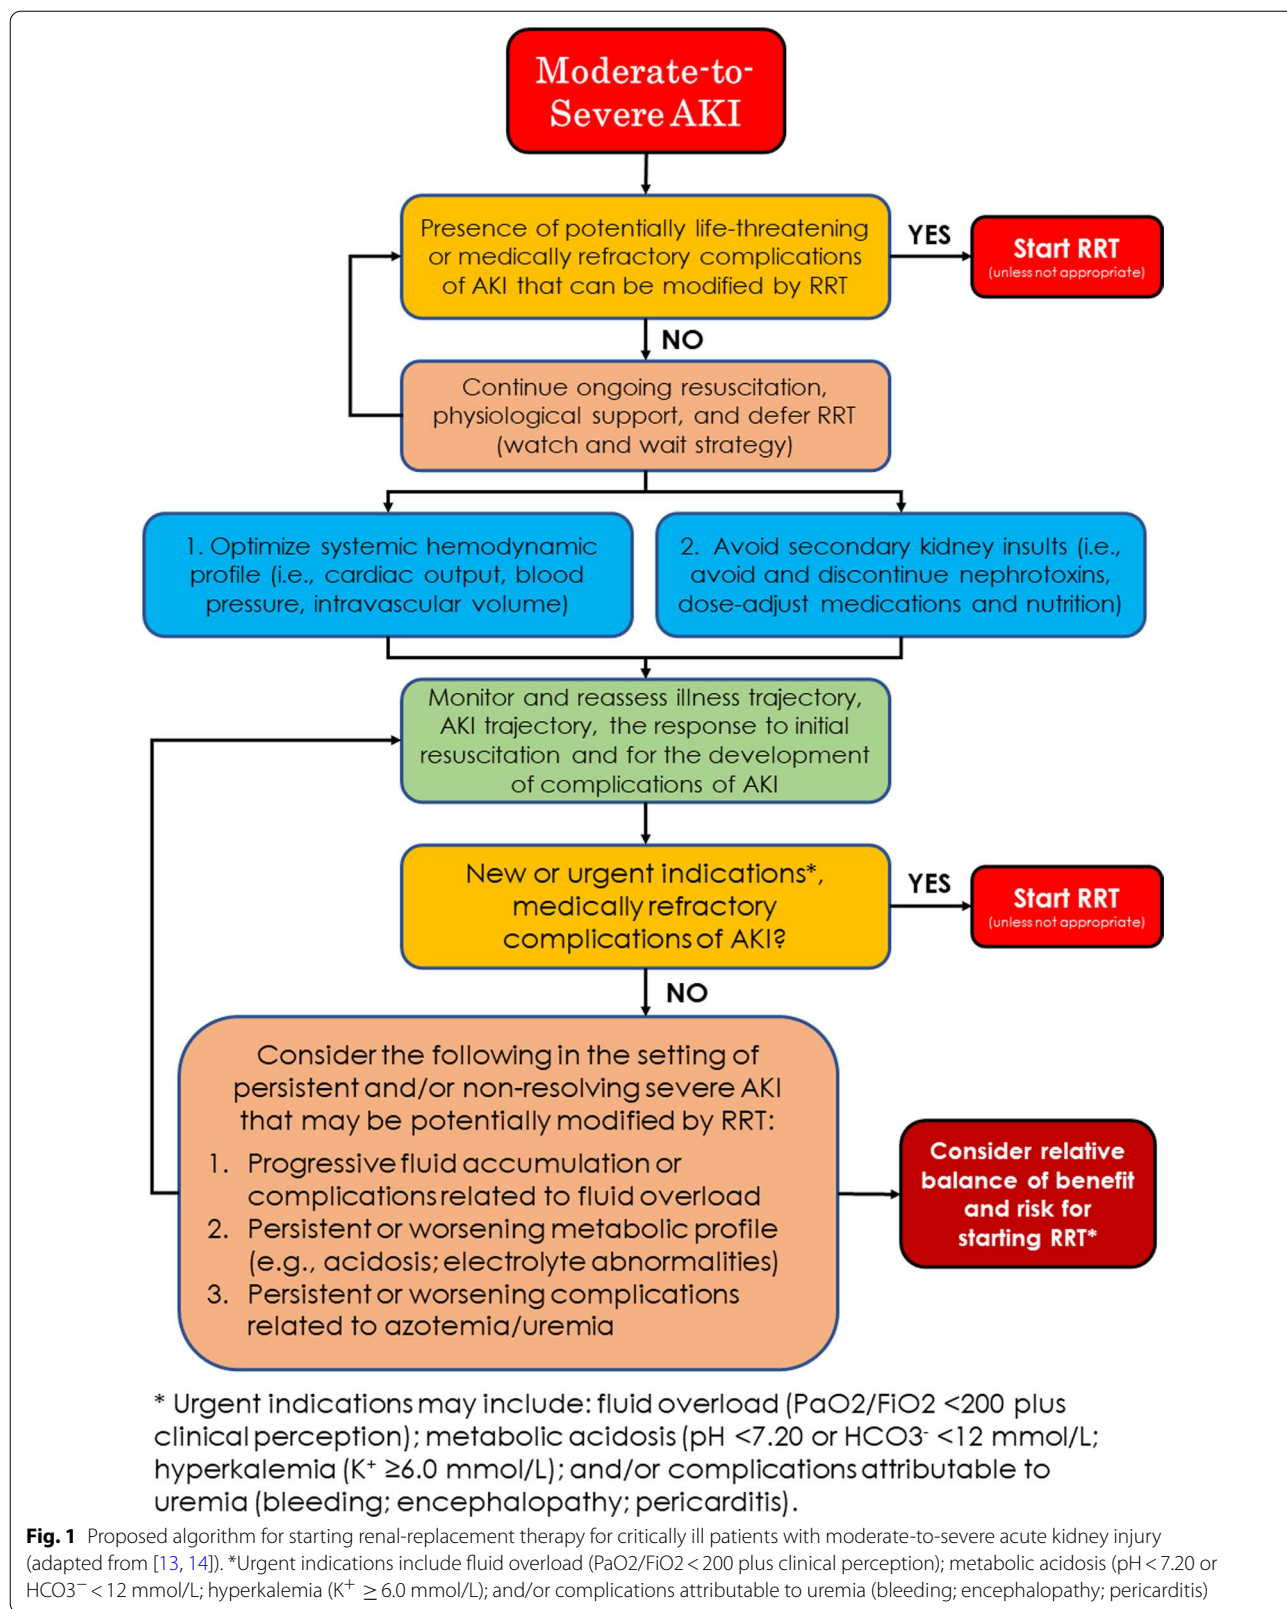 Moderate-to-
Severe AKI
Presence of potentially life-threatening
or medically refractory complications
of AKI that can be modified by RRT
YES
Start RRT
(unless not appropriate)
NO
Continue ongoing resuscitation,
physiological support, and defer RRT
(watch and wait strategy)
1. Optimize systemic hemodynamic
profile (i.e., cardiac output, blood
pressure, intravascular volume)
2. Avoid secondary kidney insults (i.e.,
avoid and discontinue nephrotoxins,
dose-adjust medications and nutrition)
Monitor and reassess illness trajectory,
AKI trajectory, the response to initial
resuscitation and for the development
of complications of AKI
New or urgent indications*,
medically refractory
complications of AKI?
YES
Start RRT
(unless not appropriate)
NO
Consider the following in the setting of
persistent and/or non-resolving severe AKI
that may be potentially modified by RRT:
1. Progressive fluid accumulation or
complications related to fluid overload
2. Persistent or worsening metabolic profile
(e.g., acidosis; electrolyte abnormalities)
3. Persistent or worsening complications
related to azotemia/uremia
Consider relative
balance of benefit
and risk for
starting RRT*
* Urgent indications may include: fluid overload (PaO2/FiO2 <200 plus
clinical perception); metabolic acidosis (pH <7.20 or HCO3⁻ <12 mmol/L;
hyperkalemia (K⁺ ≥6.0 mmol/L); and/or complications attributable to
uremia (bleeding; encephalopathy; pericarditis).
Fig. 1 Proposed algorithm for starting renal-replacement therapy for critically ill patients with moderate-to-severe acute kidney injury
(adapted from [13, 14]). *Urgent indications include fluid overload (PaO2/FiO2 < 200 plus clinical perception); metabolic acidosis (pH < 7.20 or
HCO3⁻ < 12 mmol/L; hyperkalemia (K⁺ ≥ 6.0 mmol/L); and/or complications attributable to uremia (bleeding; encephalopathy; pericarditis)